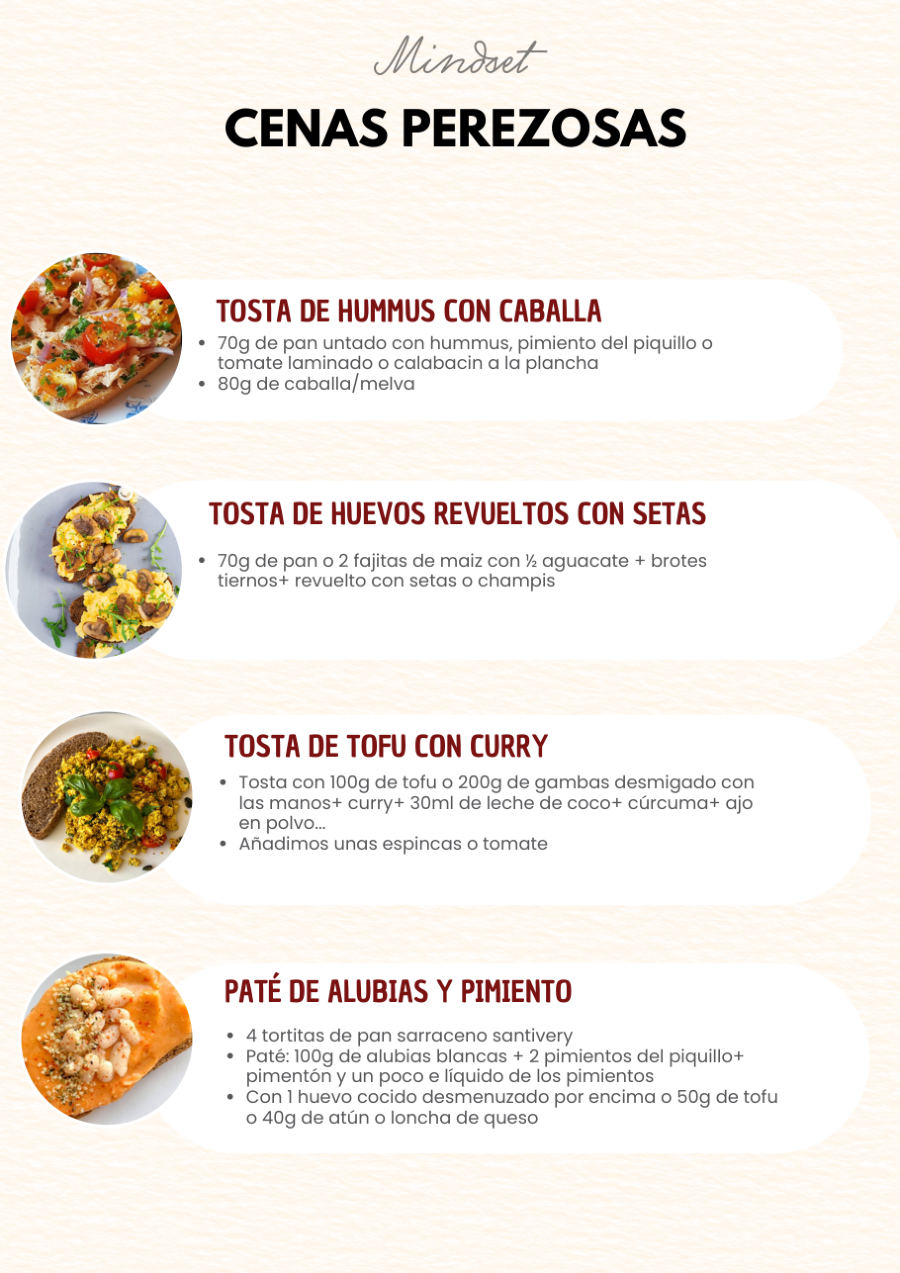 Mindset
CENAS PEREZOSAS
TOSTA DE HUMMUS CON CABALLA
• 70g de pan untado con hummus, pimiento del piquillo o
tomate laminado o calabacin a la plancha
• 80g de caballa/melva
TOSTA DE HUEVOS REVUELTOS CON SETAS
• 70g de pan o 2 fajitas de maiz con ½ aguacate + brotes
tiernos+ revuelto con setas o champis
TOSTA DE TOFU CON CURRY
• Tosta con 100g de tofu o 200g de gambas desmigado con
las manos+ curry+ 30ml de leche de coco+ cúrcuma+ ajo
en polvo...
• Añadimos unas espincas o tomate
PATÉ DE ALUBIAS Y PIMIENTO
• 4 tortitas de pan sarraceno santivery
• Paté: 100g de alubias blancas + 2 pimientos del piquillo+
pimentón y un poco e líquido de los pimientos
• Con 1 huevo cocido desmenuzado por encima o 50g de tofu
o 40g de atún o loncha de queso